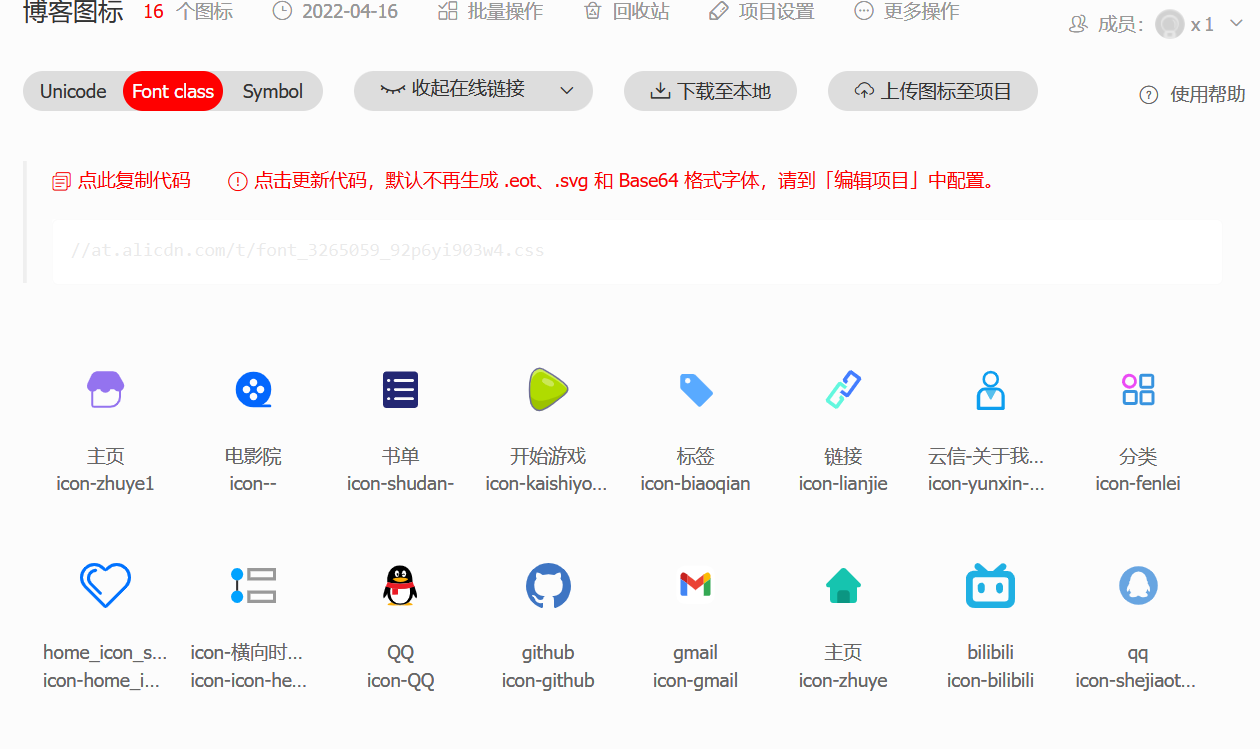 博客图标 16 个图标 2022-04-16 批量操作 回收站 项目设置 更多操作
成员： x 1
Unicode Font class Symbol 收起在线链接 下载至本地 上传图标至项目 使用帮助
点此复制代码 点击更新代码，默认不再生成 .eot、.svg 和 Base64 格式字体，请到「编辑项目」中配置。
//at.alicdn.com/t/font_3265059_92p6yi903w4.css
主页 电影院 书单 开始游戏 标签 链接 云信-关于我... 分类
icon-zhuye1 icon-- icon-shudan- icon-kaishiyo... icon-biaoqian icon-lianjie icon-yunxin-... icon-fenlei
home_icon_s... icon-横向时... QQ github gmail 主页 bilibili qq
icon-home_i... icon-icon-he... icon-QQ icon-github icon-gmail icon-zhuye icon-bilibili icon-shejiaot...